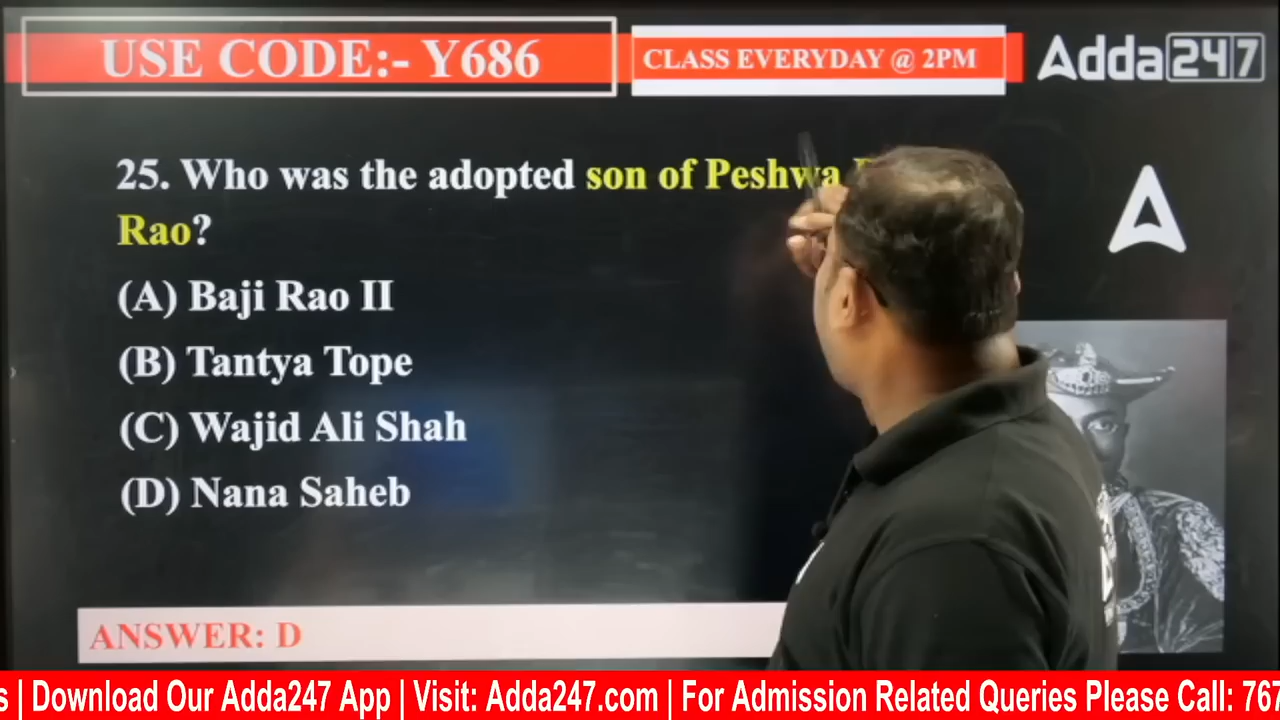 USE CODE:- Y686
CLASS EVERYDAY @ 2PM
Adda247
25. Who was the adopted son of Peshwa
Rao?
(A) Baji Rao II
(B) Tantya Tope
(C) Wajid Ali Shah
(D) Nana Saheb
ANSWER: D
| Download Our Adda247 App | Visit: Adda247.com | For Admission Related Queries Please Call: 767